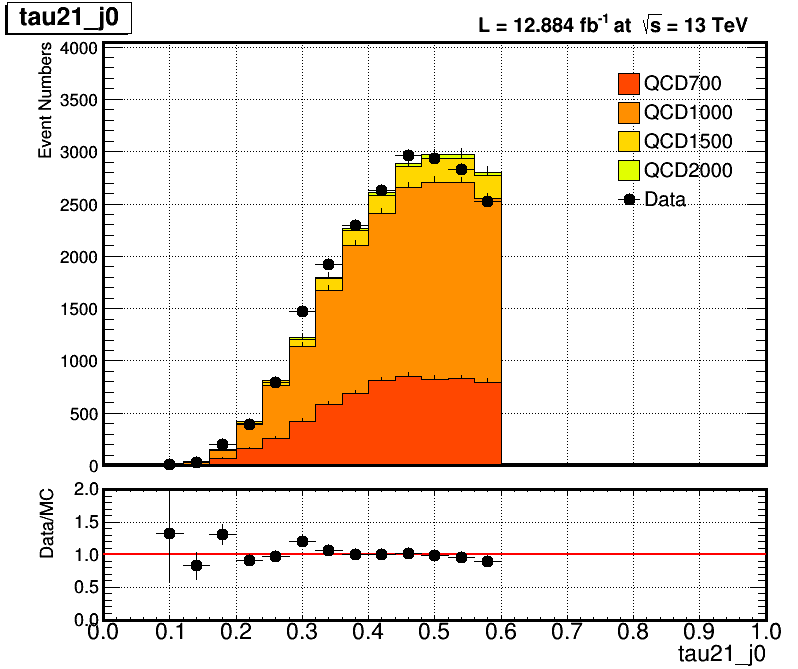 tau21_j0
L = 12.884 fb⁻¹ at √s = 13 TeV
Event Numbers
4000
3500
3000
2500
2000
1500
1000
500
0
QCD700
QCD1000
QCD1500
QCD2000
Data
Data/MC
2.0
1.5
1.0
0.5
0.0
0.0 0.1 0.2 0.3 0.4 0.5 0.6 0.7 0.8 0.9 1.0
tau21_j0